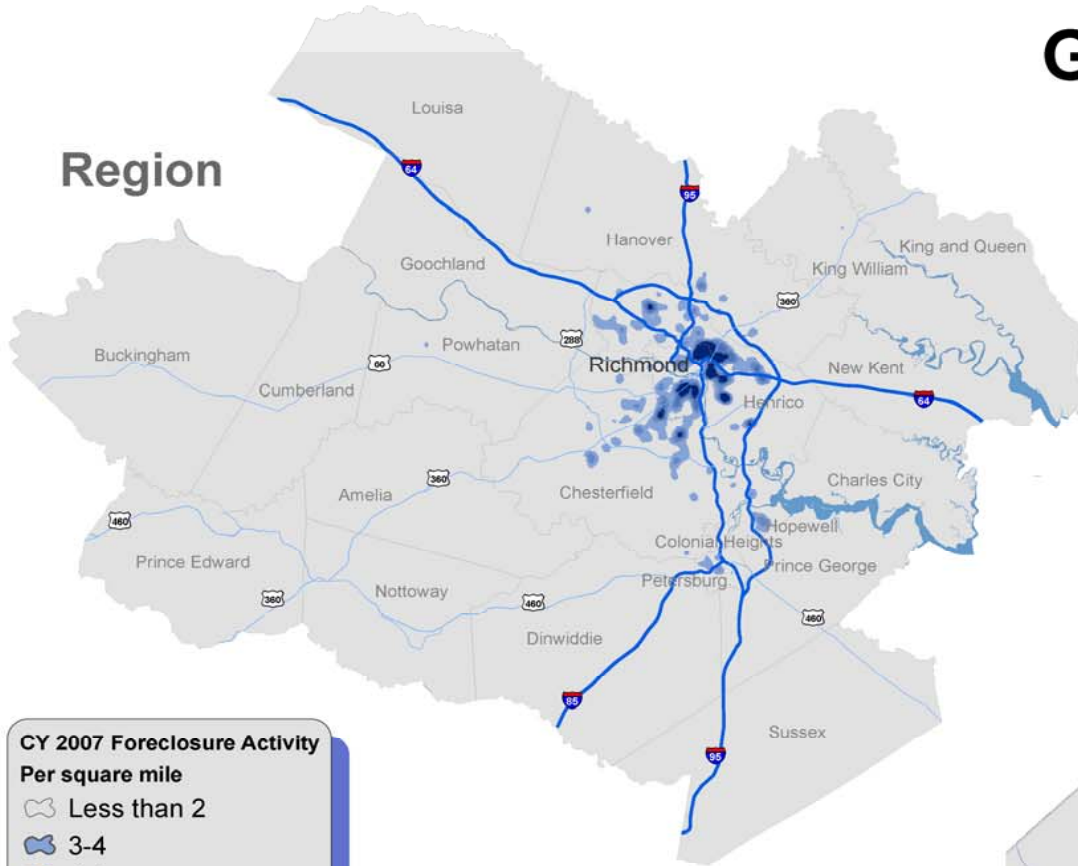 G
Region
Louisa
64
95
Hanover
King and Queen
Goochland
King William
360
288
Powhatan
Buckingham
60
Richmond
New Kent
Cumberland
Henrico
64
360
Charles City
Amelia
Chesterfield
460
Hopewell
Colonial Heights
Prince Edward
Prince George
Petersburg
Nottoway
360
460
460
Dinwiddie
85
Sussex
95
CY 2007 Foreclosure Activity
Per square mile
Less than 2
3-4